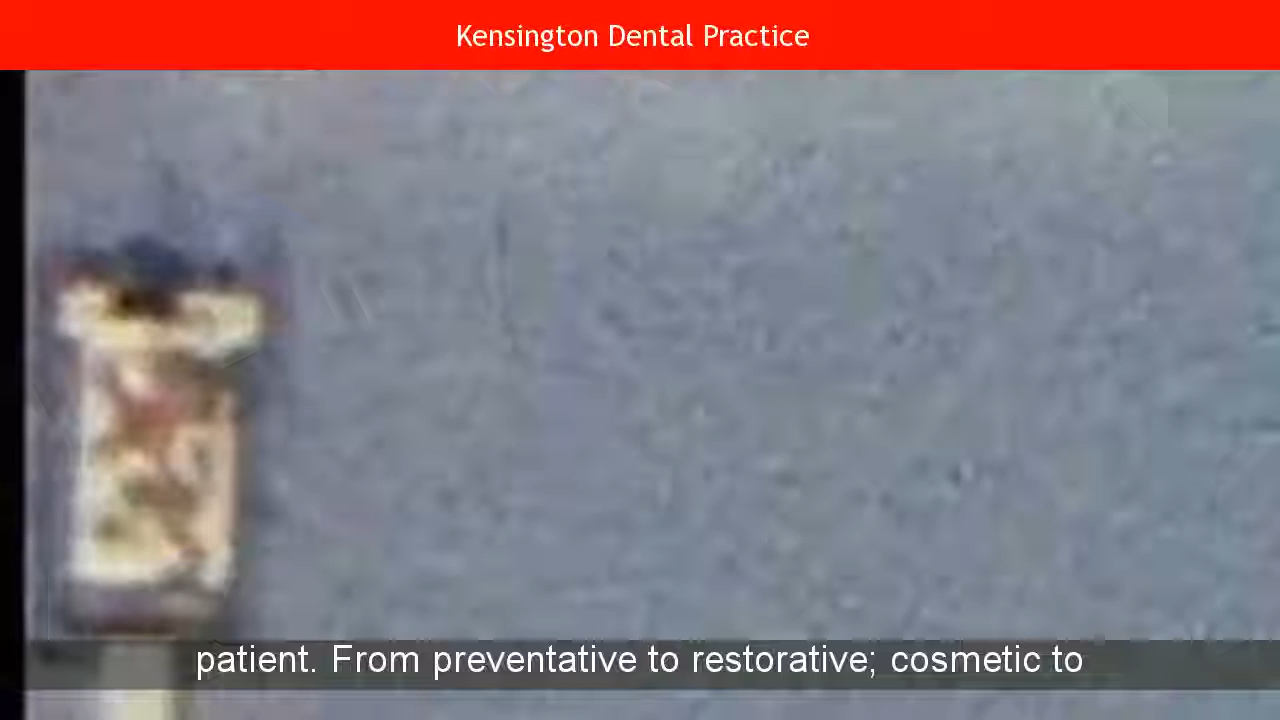 Kensington Dental Practice
patient. From preventative to restorative; cosmetic to